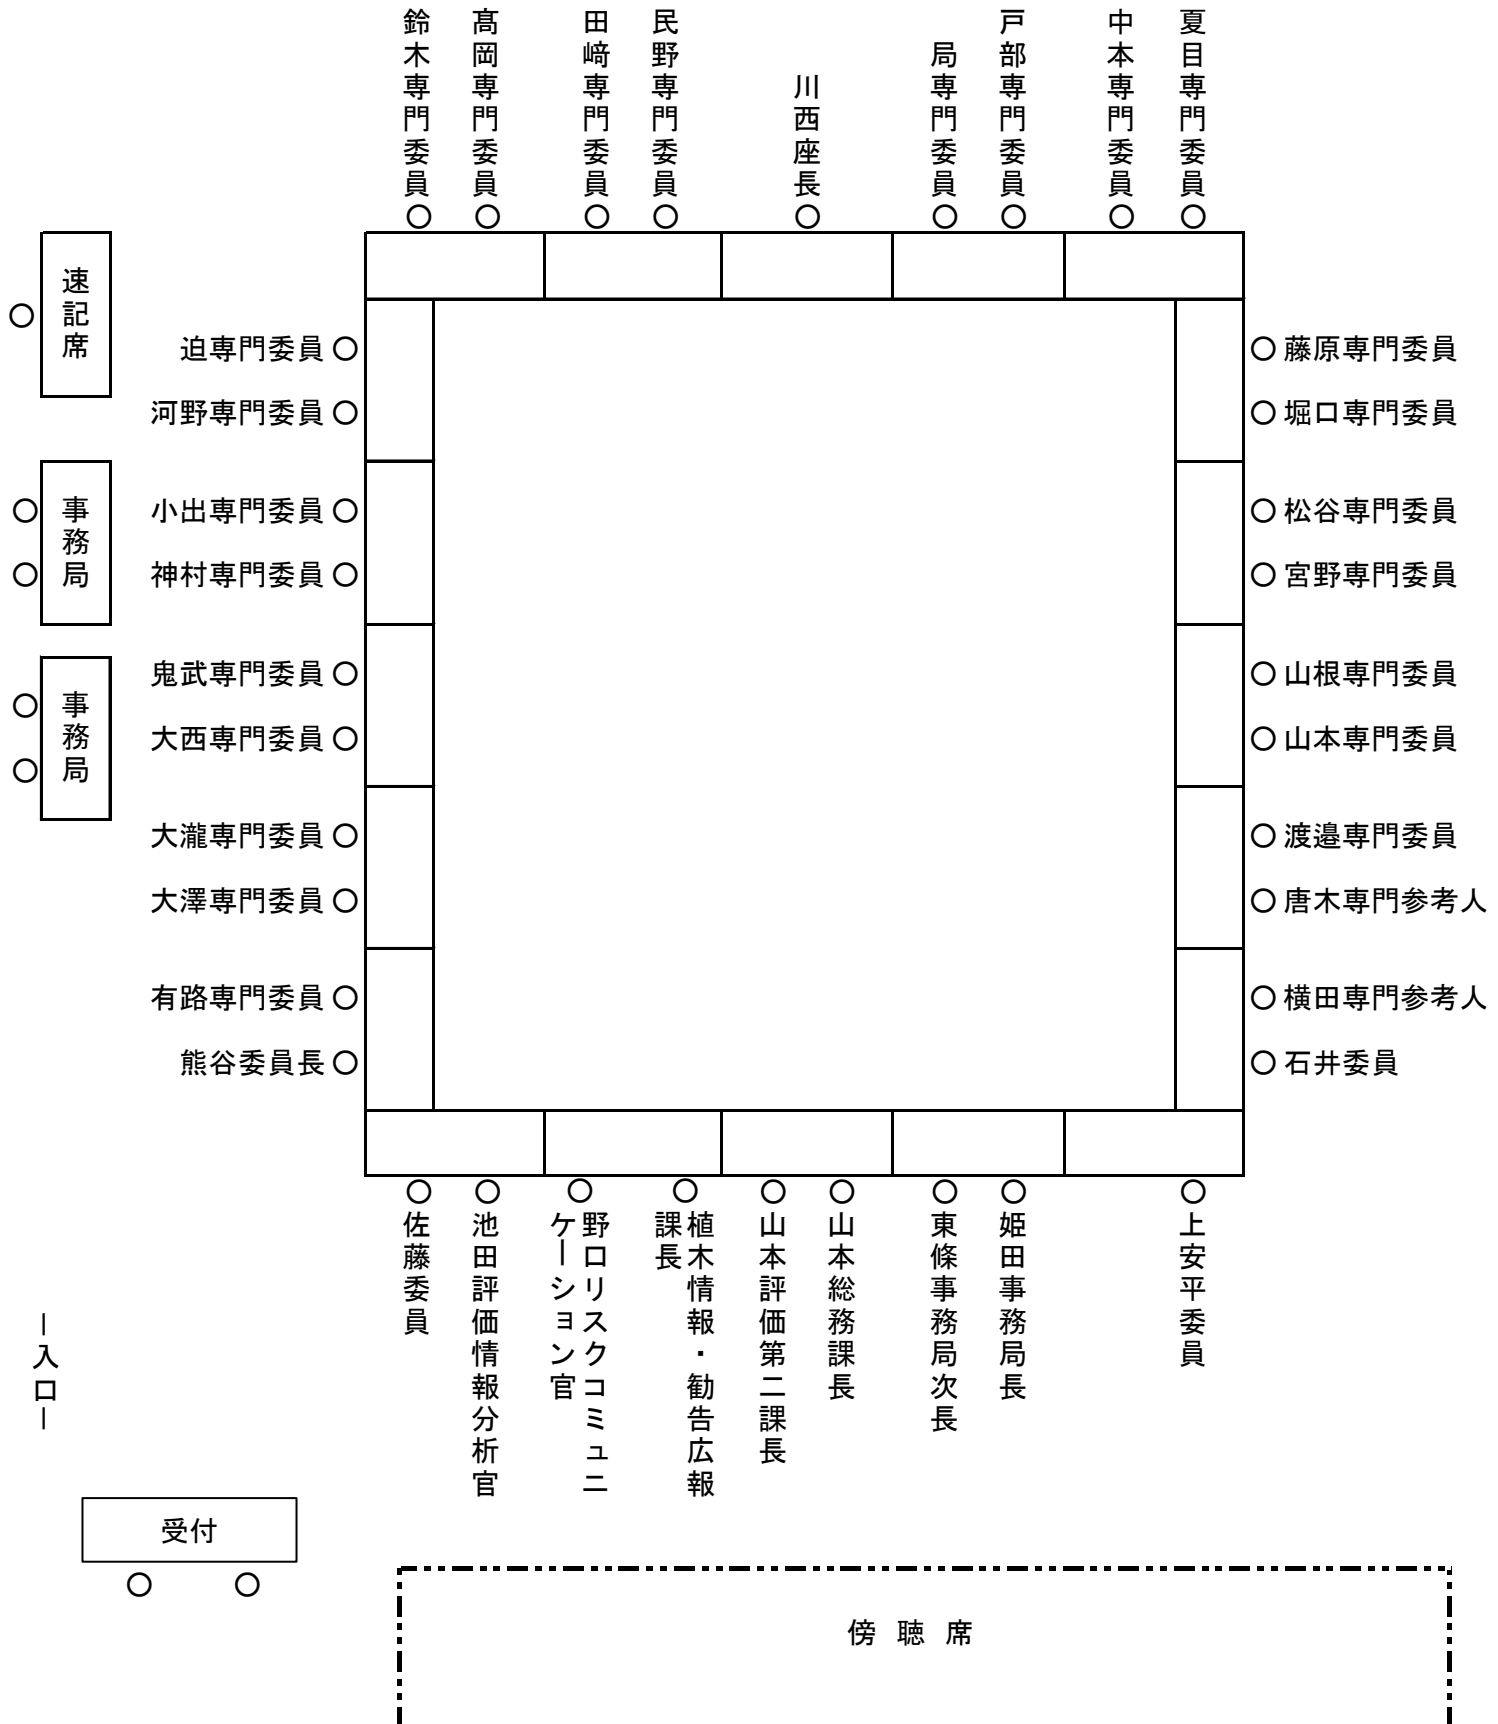 鈴木専門委員
髙岡専門委員
田﨑専門委員
民野専門委員
川西座長
局専門委員
戸部専門委員
中本専門委員
夏目専門委員
速記席
迫専門委員
河野専門委員
事務局
小出専門委員
神村専門委員
事務局
鬼武専門委員
大西専門委員
大瀧専門委員
大澤専門委員
有路専門委員
熊谷委員長
藤原専門委員
堀口専門委員
松谷専門委員
宮野専門委員
山根専門委員
山本専門委員
渡邉専門委員
唐木専門参考人
横田専門参考人
石井委員
佐藤委員
池田評価情報分析官
野口リスクコミュニ
ケーション官
植木情報・勧告広報
課長
山本評価第二課長
山本総務課長
東條事務局次長
姫田事務局長
上安平委員
ー入口ー
受付
傍聴席